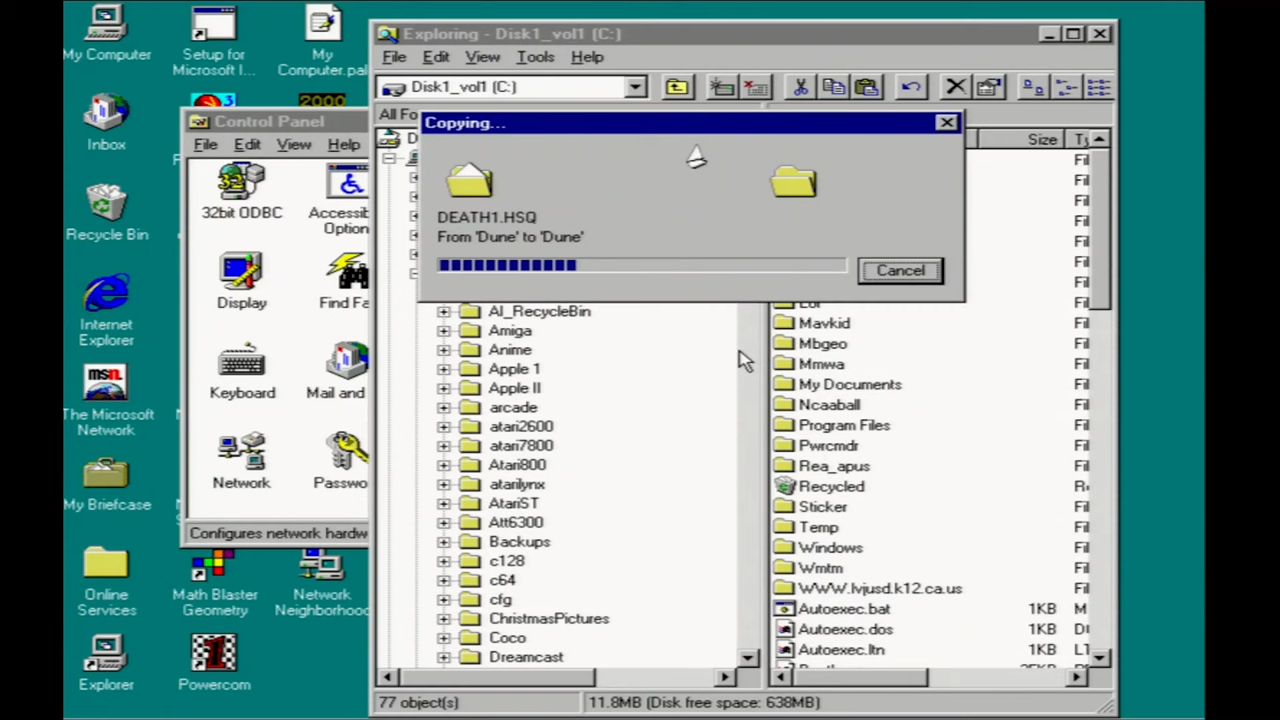 My Computer
Setup for
Microsoft I...
My
Computer.pal
Inbox
Recycle Bin
Internet
Explorer
The Microsoft
Network
My Briefcase
Online
Services
Math Blaster
Geometry
Network
Neighborhood
Explorer
Powercom
3
2000
Control Panel
File Edit View Help
32bit ODBC
Accessib
Option
Display
Find Fa
Keyboard
Mail and
Network
Passwo
Configures network hardw
Exploring - Disk1_vol1 (C:)
File Edit View Tools Help
Disk1_vol1 (C:)
All Fo
Size
Ty
Copying...
DEATH1.HSQ
From 'Dune' to 'Dune'
Cancel
AI_RecycleBin
Amiga
Anime
Apple 1
Apple II
arcade
atari2600
atari7800
Atari800
atarilynx
AtariST
Att6300
Backups
c128
c64
cfg
ChristmasPictures
Coco
Dreamcast
Mavkid
Mbgeo
Mmwa
My Documents
Ncaaball
Program Files
Pwrcmdr
Rea_apus
Recycled
Sticker
Temp
Windows
Wmtm
WWW.lvjusd.k12.ca.us
Autoexec.bat 1KB M
Autoexec.dos 1KB
Autoexec.ltn 1KB
77 object(s)
11.8MB (Disk free space: 638MB)